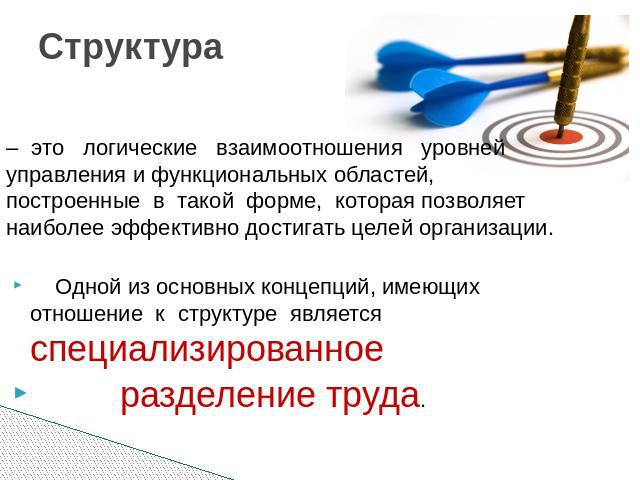 Структура
– это логические взаимоотношения уровней
управления и функциональных областей,
построенные в такой форме, которая позволяет
наиболее эффективно достигать целей организации.
Одной из основных концепций, имеющих
отношение к структуре является
специализированное
разделение труда.